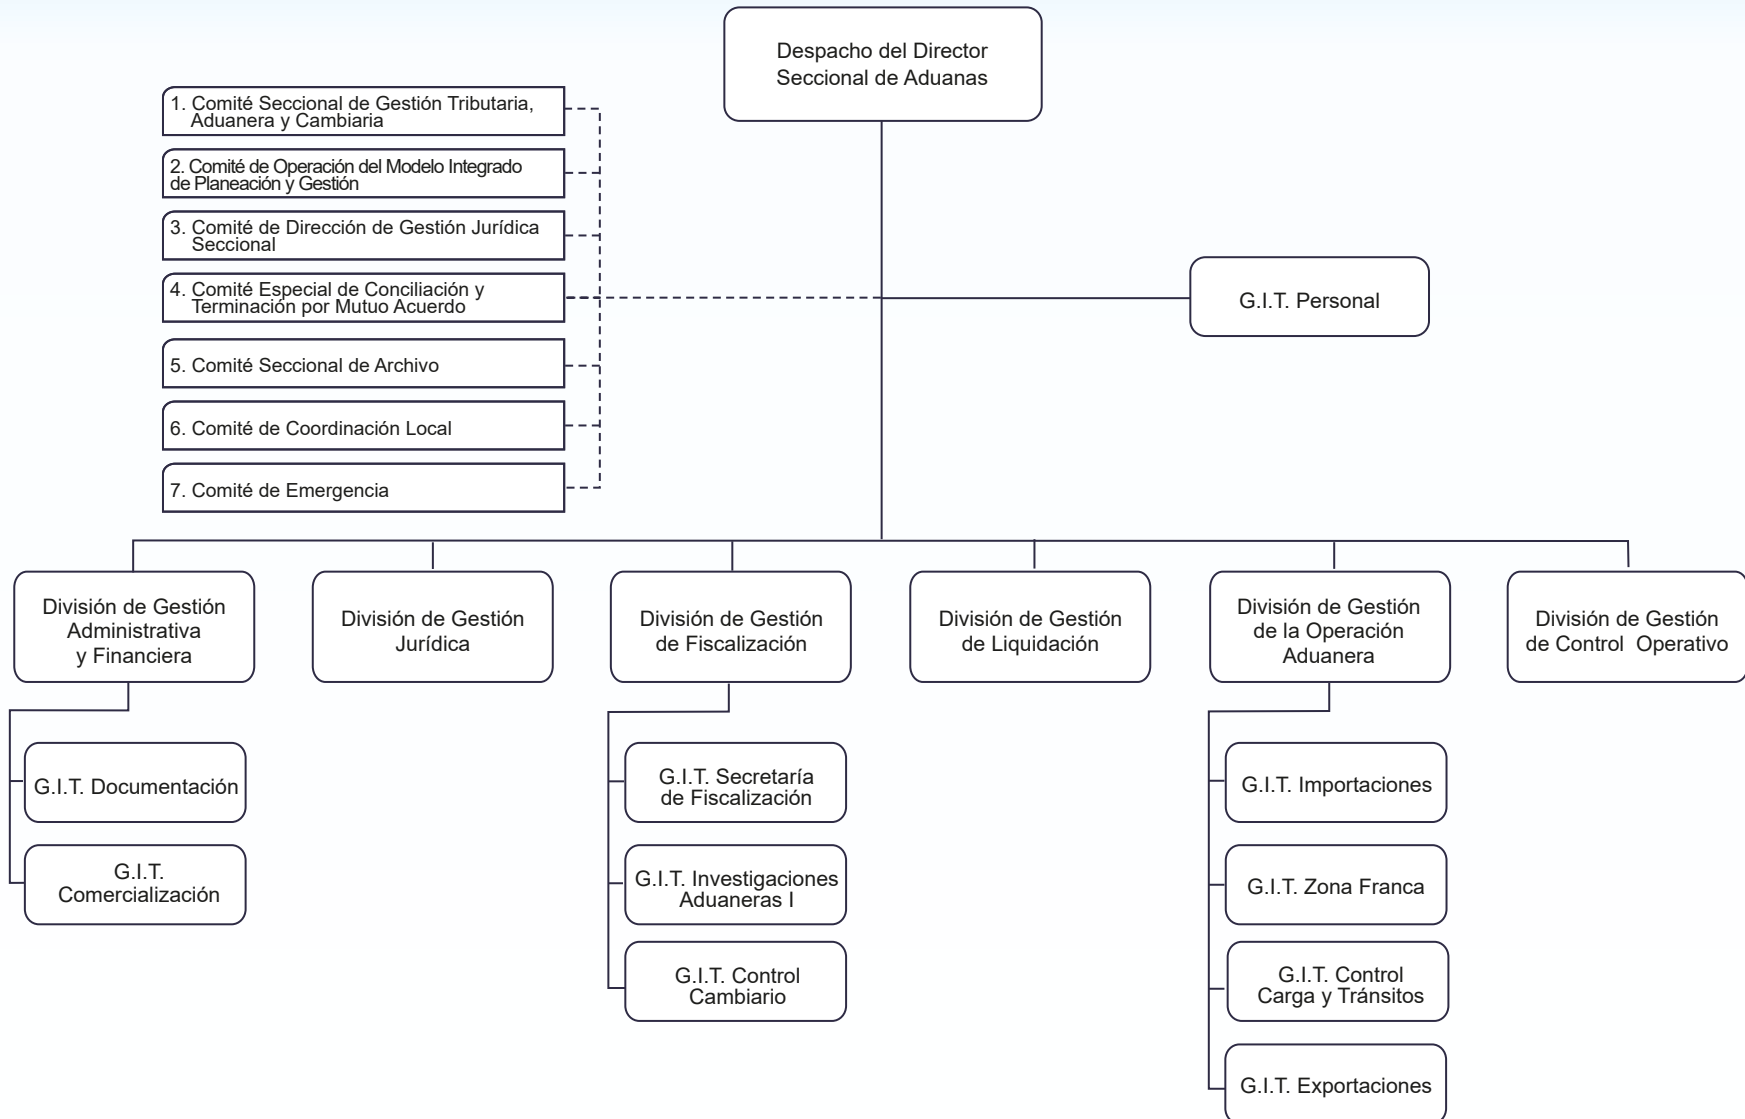 Despacho del Director
Seccional de Aduanas
1. Comité Seccional de Gestión Tributaria,
Aduanera y Cambiaria
2. Comité de Operación del Modelo Integrado
de Planeación y Gestión
3. Comité de Dirección de Gestión Jurídica
Seccional
4. Comité Especial de Conciliación y
Terminación por Mutuo Acuerdo
5. Comité Seccional de Archivo
6. Comité de Coordinación Local
7. Comité de Emergencia
G.I.T. Personal
División de Gestión
Administrativa
y Financiera
División de Gestión
Jurídica
División de Gestión
de Fiscalización
División de Gestión
de Liquidación
División de Gestión
de la Operación
Aduanera
División de Gestión
de Control Operativo
G.I.T. Documentación
G.I.T.
Comercialización
G.I.T. Secretaría
de Fiscalización
G.I.T. Investigaciones
Aduaneras I
G.I.T. Control
Cambiario
G.I.T. Importaciones
G.I.T. Zona Franca
G.I.T. Control
Carga y Tránsitos
G.I.T. Exportaciones